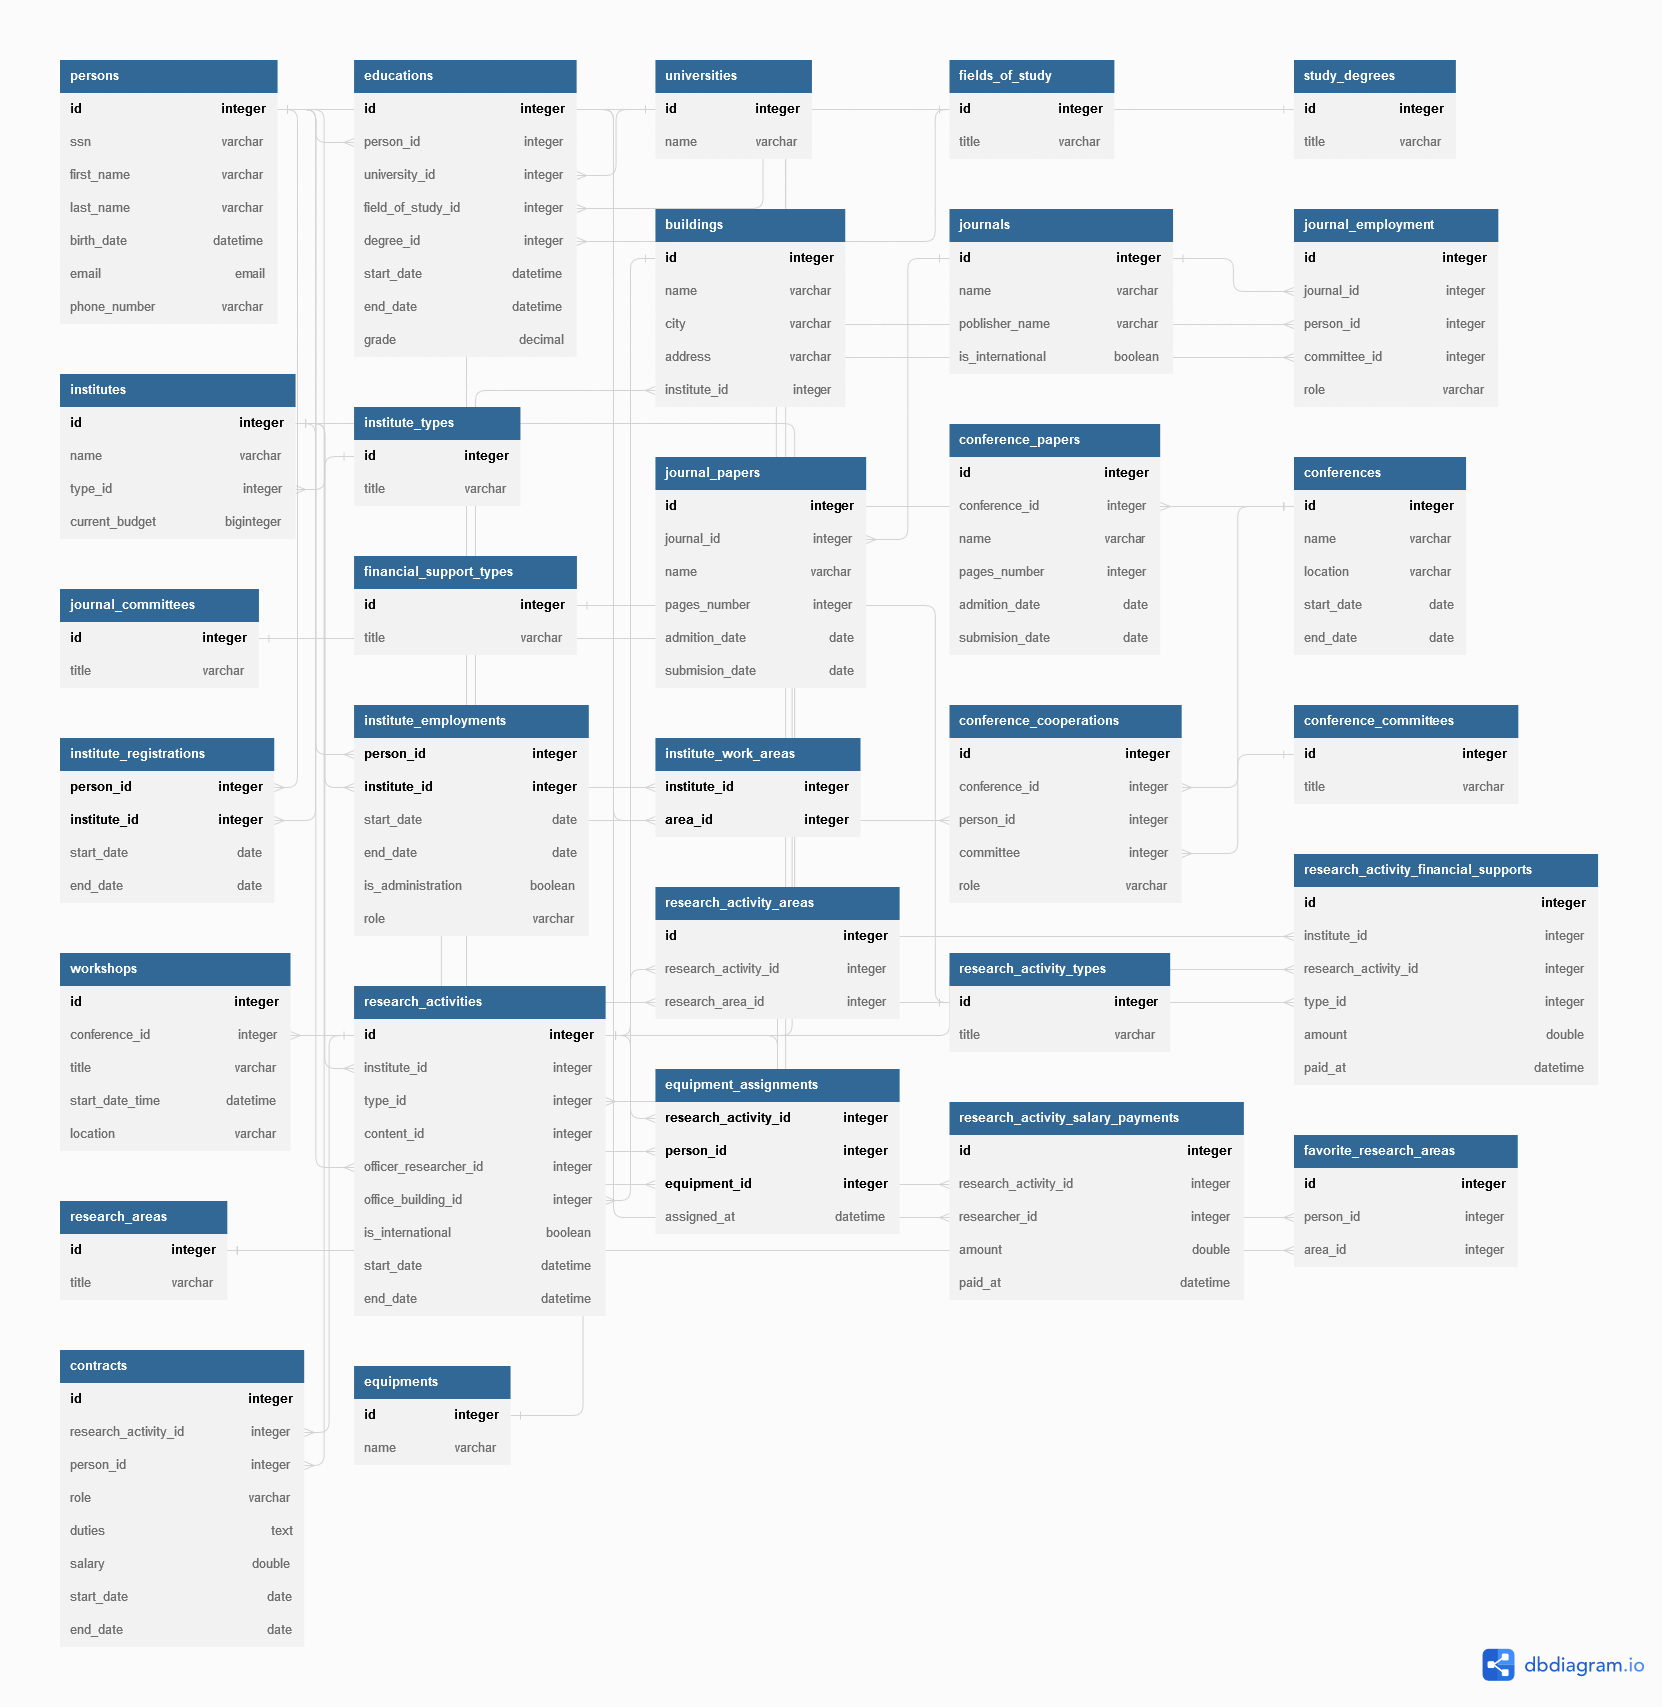 persons
id integer
ssn varchar
first_name varchar
last_name varchar
birth_date datetime
email email
phone_number varchar
institutes
id integer
name varchar
type_id integer
current_budget biginteger
journal_committees
id integer
title varchar
institute_registrations
person_id integer
institute_id integer
start_date date
end_date date
workshops
id integer
conference_id integer
title varchar
start_date_time datetime
location varchar
research_areas
id integer
title varchar
contracts
id integer
research_activity_id integer
person_id integer
role varchar
duties text
salary double
start_date date
end_date date
educations
id integer
person_id integer
university_id integer
field_of_study_id integer
degree_id integer
start_date datetime
end_date datetime
grade decimal
institute_types
id integer
title varchar
financial_support_types
id integer
title varchar
institute_employments
person_id integer
institute_id integer
start_date date
end_date date
is_administration boolean
role varchar
research_activities
id integer
institute_id integer
type_id integer
content_id integer
officer_researcher_id integer
office_building_id integer
is_international boolean
start_date datetime
end_date datetime
equipments
id integer
name varchar
universities
id integer
name varchar
buildings
id integer
name varchar
city varchar
address varchar
institute_id integer
journal_papers
id integer
journal_id integer
name varchar
pages_number integer
admition_date date
submision_date date
institute_work_areas
institute_id integer
area_id integer
research_activity_areas
id integer
research_activity_id integer
research_area_id integer
equipment_assignments
research_activity_id integer
person_id integer
equipment_id integer
assigned_at datetime
fields_of_study
id integer
title varchar
journals
id integer
name varchar
poblisher_name varchar
is_international boolean
conference_papers
id integer
conference_id integer
name varchar
pages_number integer
admition_date date
submision_date date
conference_cooperations
id integer
conference_id integer
person_id integer
committee integer
role varchar
research_activity_types
id integer
title varchar
research_activity_salary_payments
id integer
research_activity_id integer
researcher_id integer
amount double
paid_at datetime
study_degrees
id integer
title varchar
journal_employment
id integer
journal_id integer
person_id integer
committee_id integer
role varchar
conferences
id integer
name varchar
location varchar
start_date date
end_date date
conference_committees
id integer
title varchar
research_activity_financial_supports
id integer
institute_id integer
research_activity_id integer
type_id integer
amount double
paid_at datetime
favorite_research_areas
id integer
person_id integer
area_id integer
dbdiagram.io